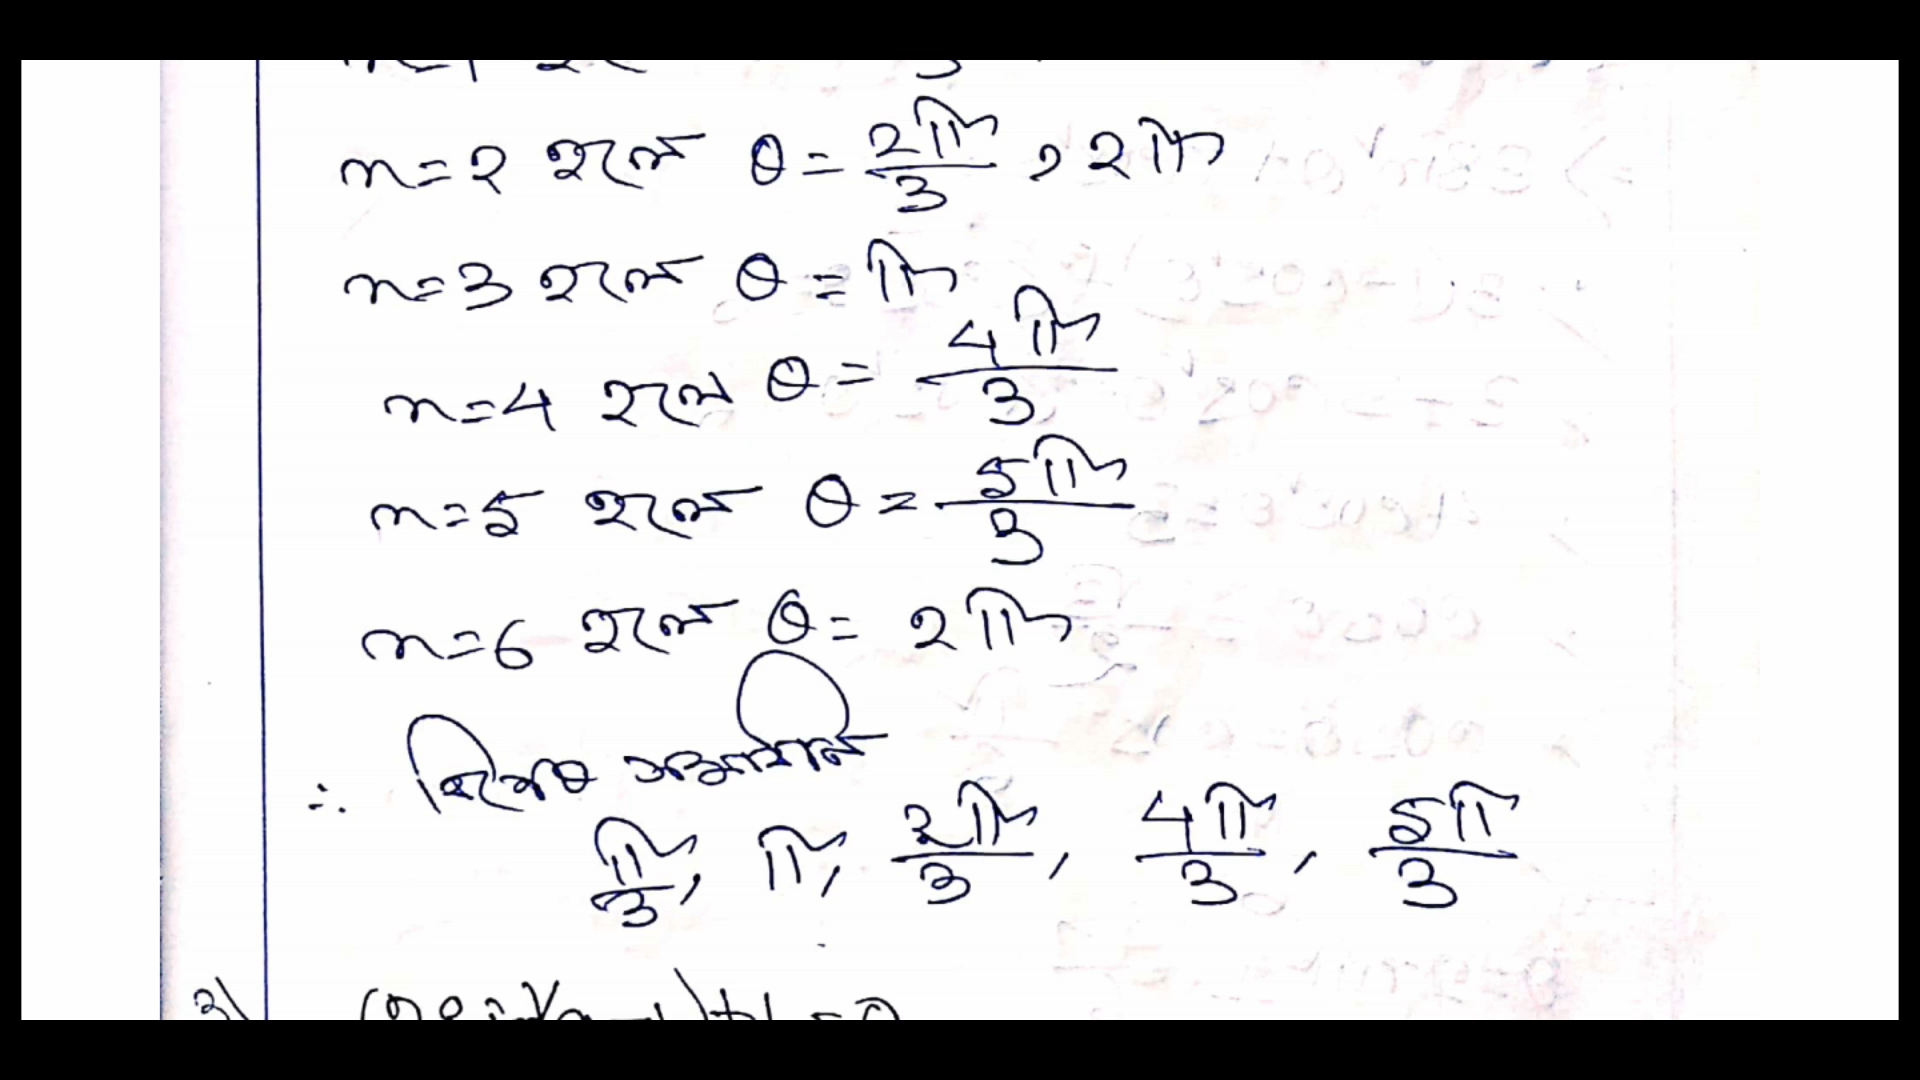 n=2 হলে θ = 2π/3 , 2π
n=3 হলে θ = π
n=4 হলে θ = 4π/3
n=5 হলে θ = 5π/3
n=6 হলে θ = 2π
∴ বিশেষ সমাধান
π/3, π, 2π/3, 4π/3, 5π/3